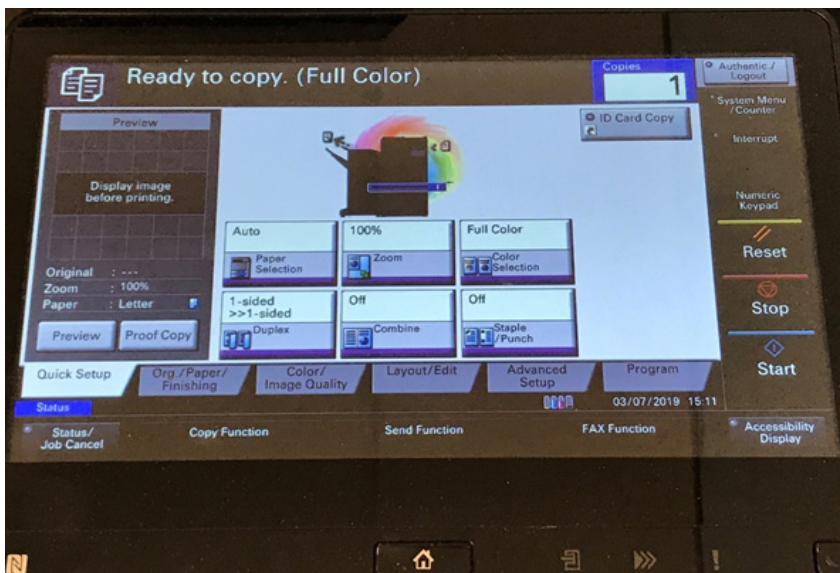 Ready to copy. (Full Color)
Copies
1
Authentic./
Logout
System Menu
/Counter
Interrupt
Numeric
Keypad
Reset
Stop
Start
ID Card Copy
Preview
Display image
before printing.
Original : ---
Zoom : 100%
Paper : Letter
Preview
Proof Copy
Auto
Paper
Selection
100%
Zoom
Full Color
Color
Selection
1-sided
>>1-sided
Duplex
Off
Combine
Off
Staple
/Punch
Quick Setup
Org./Paper/
Finishing
Color/
Image Quality
Layout/Edit
Advanced
Setup
Program
Status
03/07/2019 15:11
Status/
Job Cancel
Copy Function
Send Function
FAX Function
Accessibility
Display